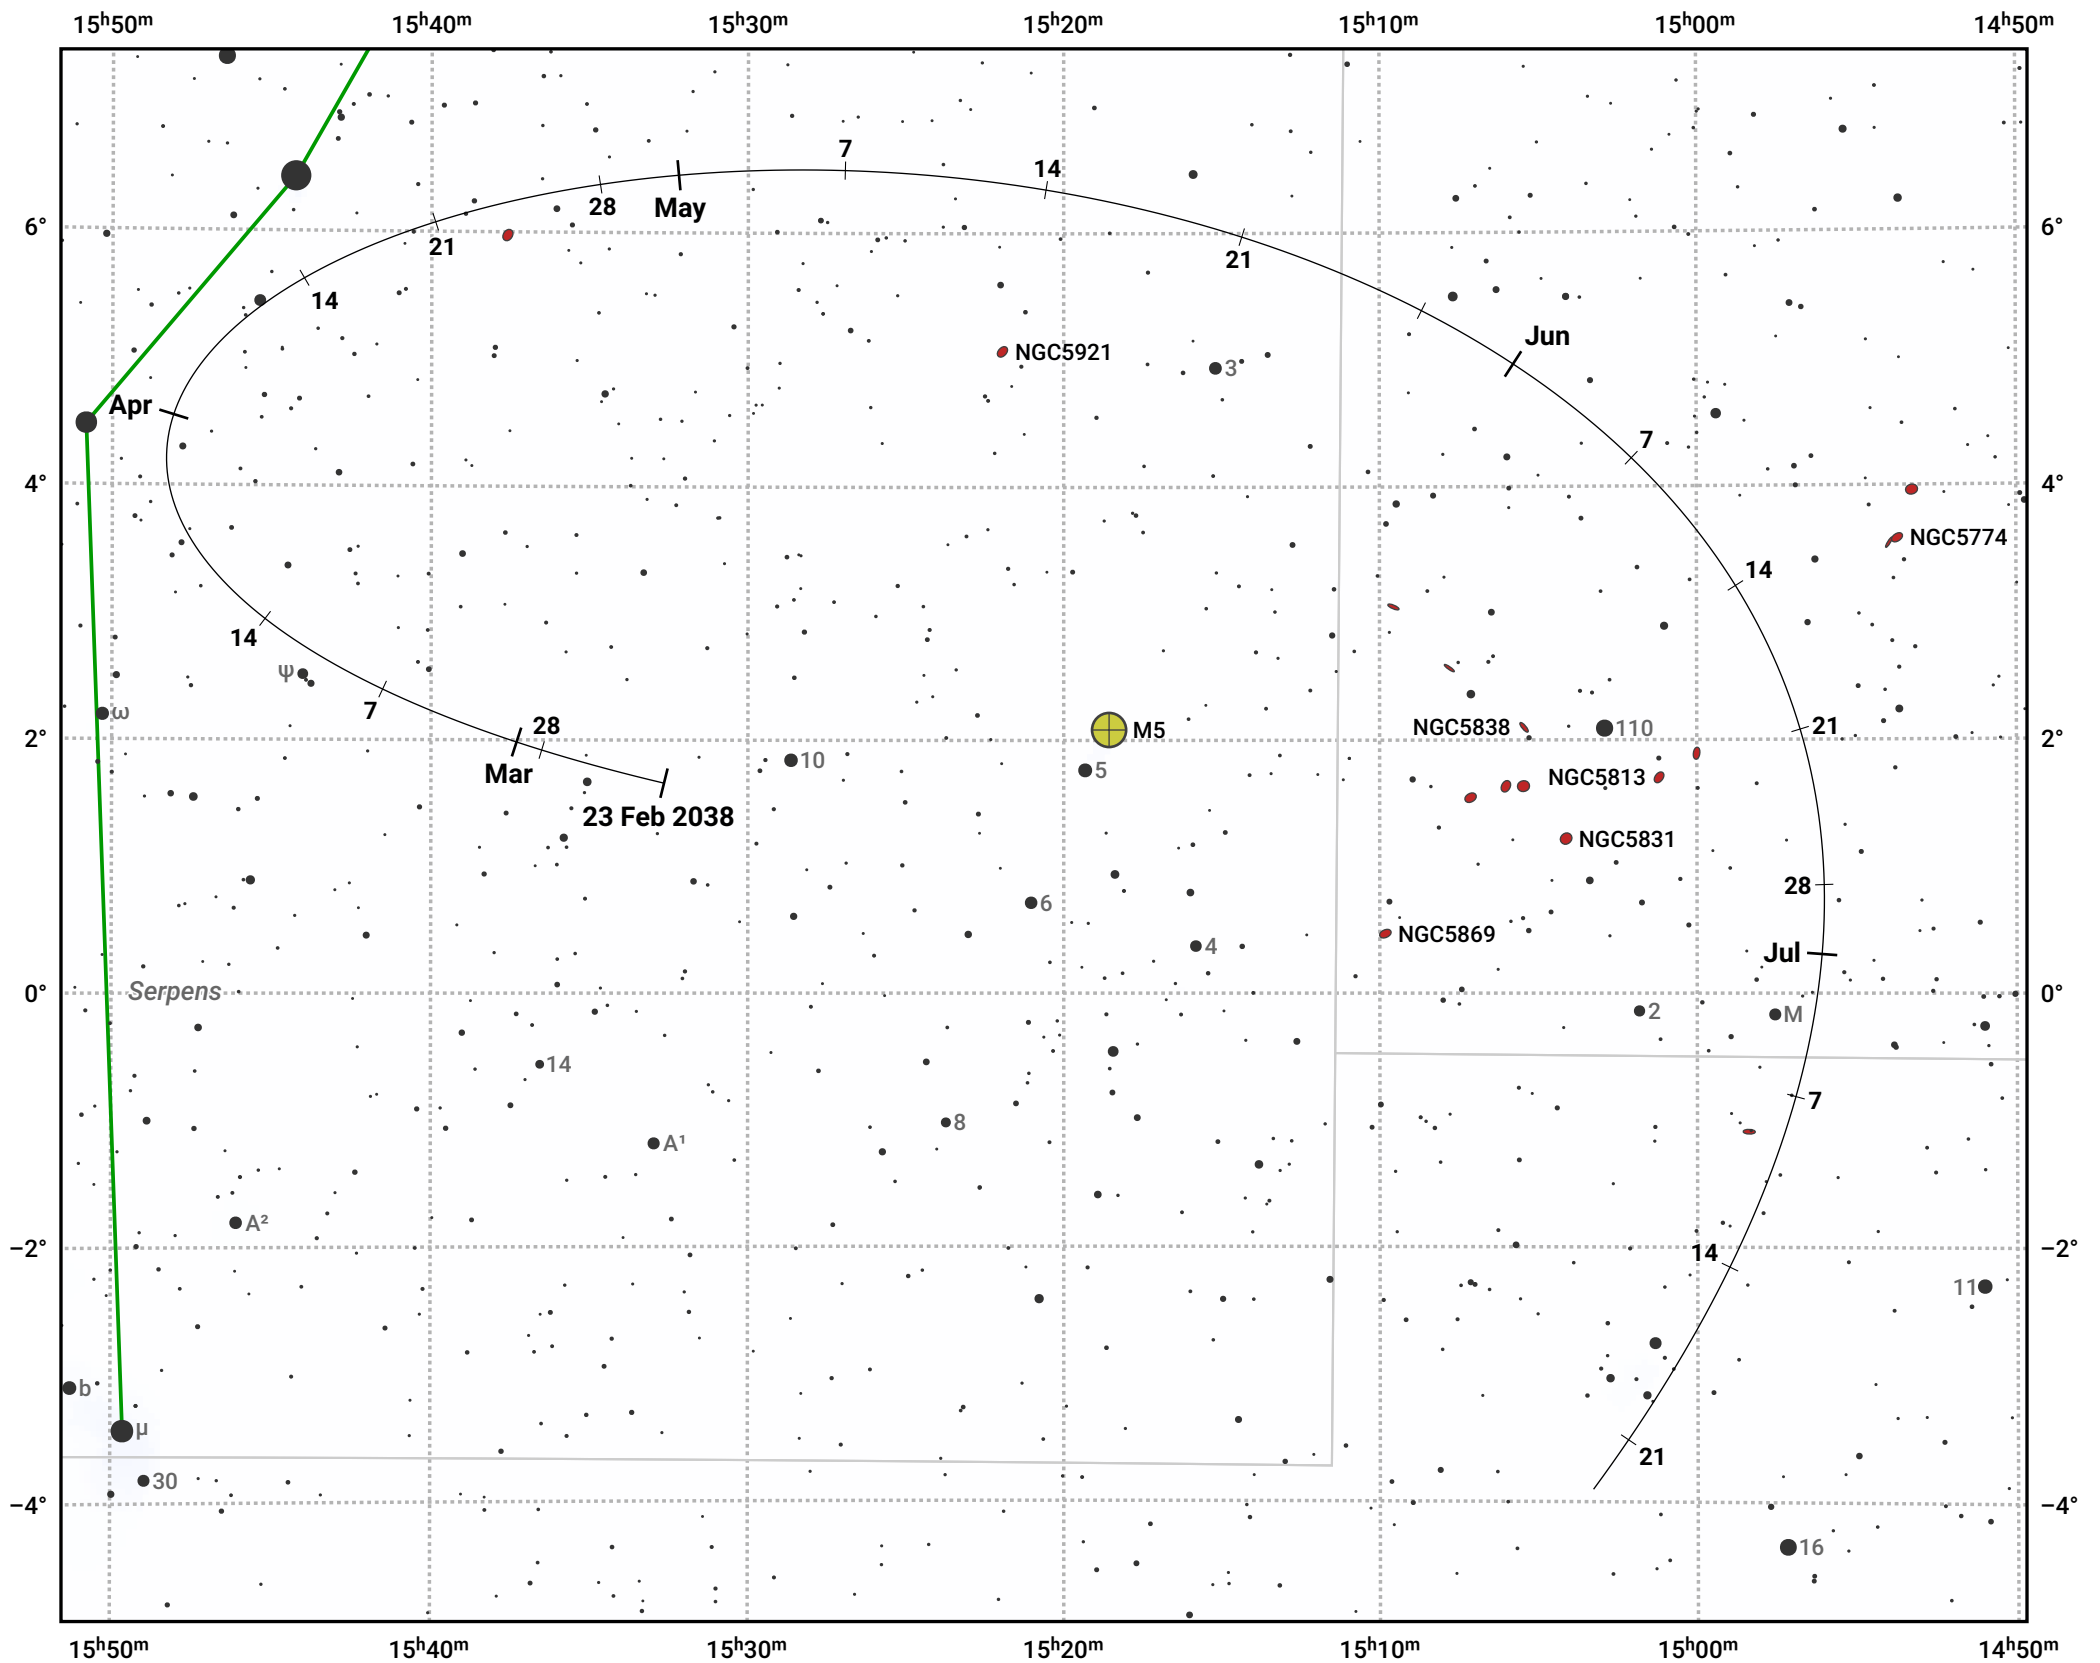 15ʰ50ᵐ 15ʰ40ᵐ 15ʰ30ᵐ 15ʰ20ᵐ 15ʰ10ᵐ 15ʰ00ᵐ 14ʰ50ᵐ
7
14
28 May
6° 6°
21
21
14
Jun
NGC5921
3
Apr
7
4° 4°
NGC5774
14
14
ψ
7
ω
28
21
M5
NGC5838
110
2° 2°
10
5
Mar
NGC5813
23 Feb 2038
NGC5831
28
6
NGC5869
4
Jul
Serpens
0° 0°
2
M
14
7
8
A¹
A²
−2° −2°
14
11
b
μ
21
30
−4° −4°
16
15ʰ50ᵐ 15ʰ40ᵐ 15ʰ30ᵐ 15ʰ20ᵐ 15ʰ10ᵐ 15ʰ00ᵐ 14ʰ50ᵐ